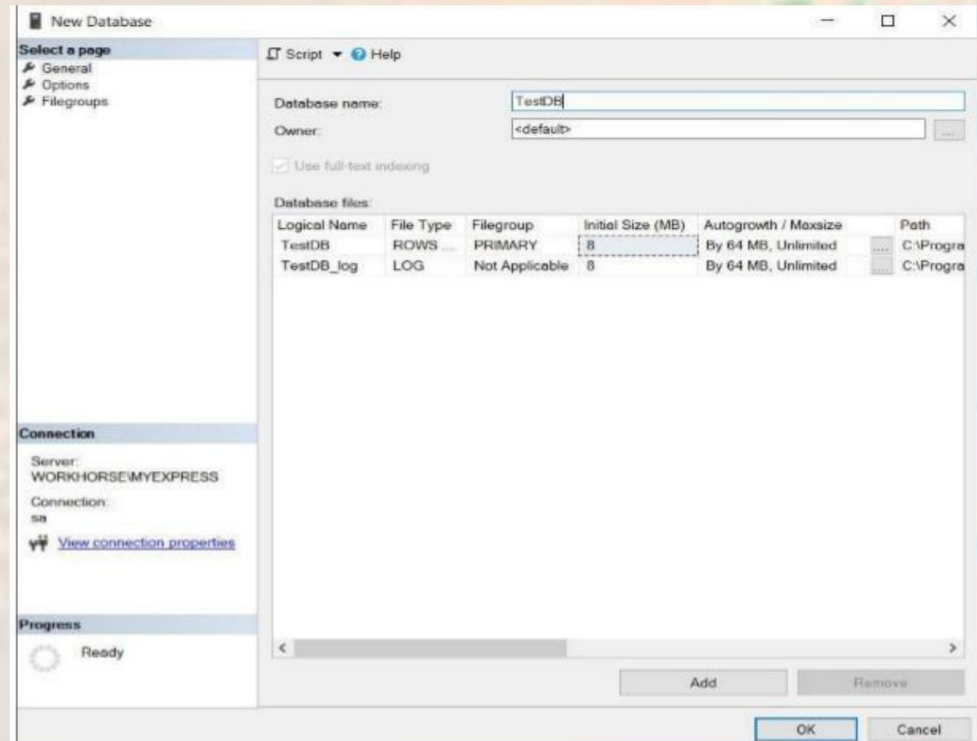 New Database
Select a page
General
Options
Filegroups
Script Help
Database name: TestDB
Owner: <default> ...
Use full-text indexing
Database files:
Logical Name File Type Filegroup Initial Size (MB) Autogrowth / Maxsize Path
TestDB ROWS ... PRIMARY 8 By 64 MB, Unlimited ... C:\Progra
TestDB_log LOG Not Applicable 8 By 64 MB, Unlimited ... C:\Progra
Connection
Server:
WORKHORSE\MYEXPRESS
Connection:
sa
View connection properties
Progress
Ready
Add Remove
OK Cancel